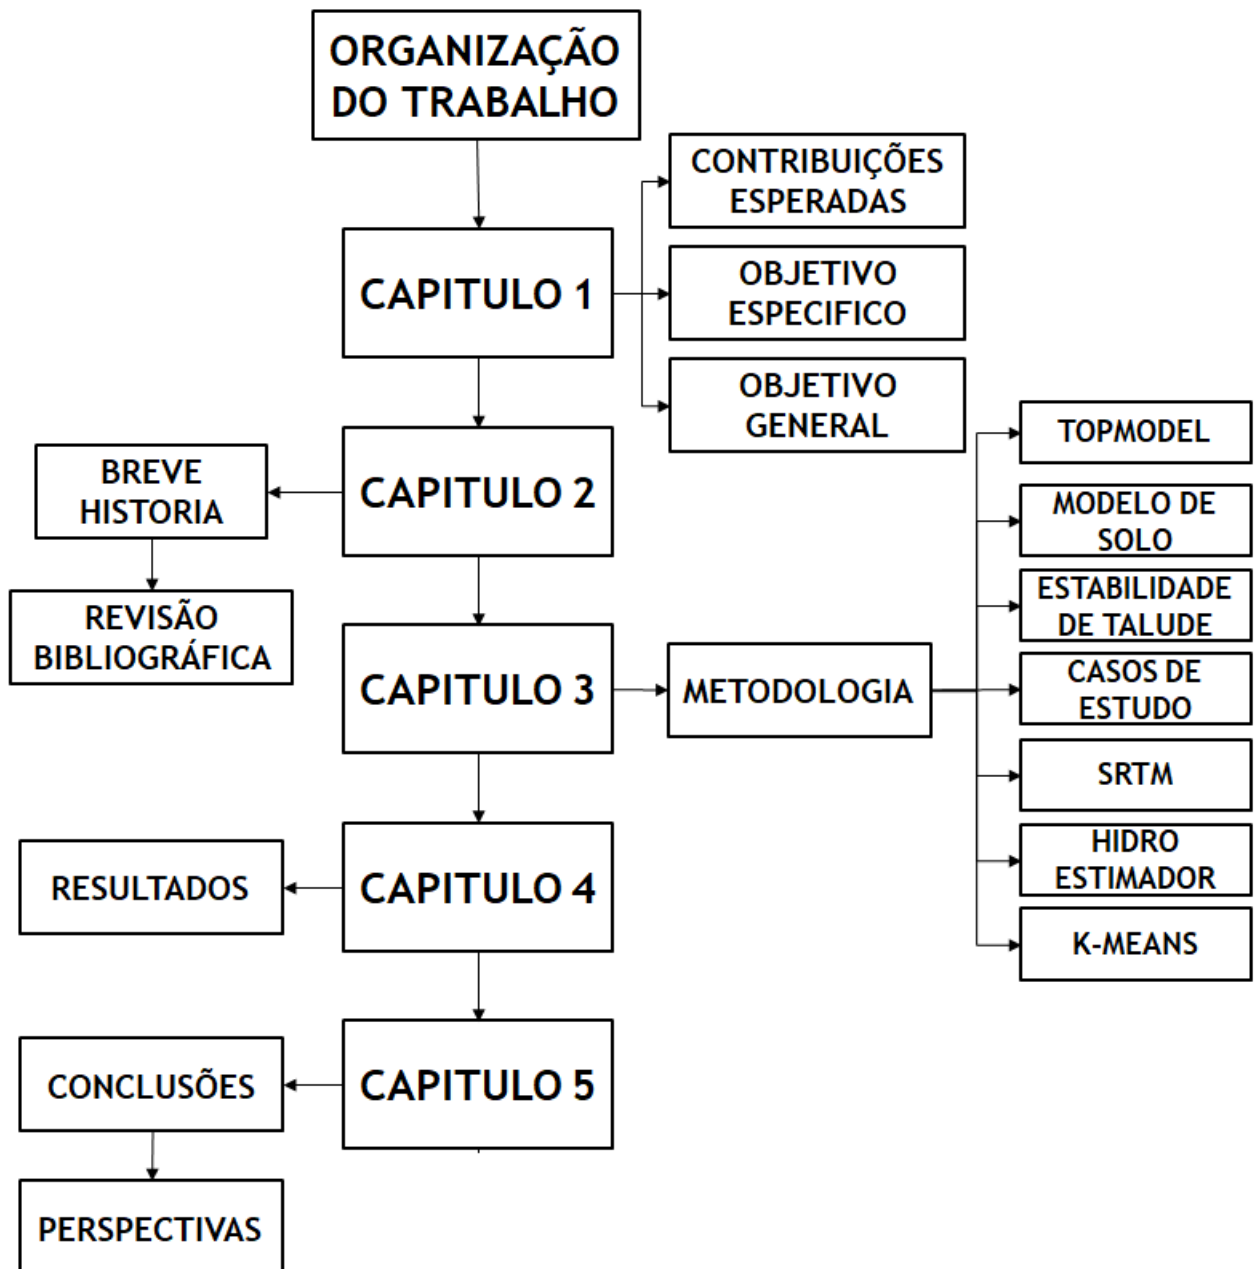 ORGANIZAÇÃO
DO TRABALHO
CONTRIBUIÇÕES
ESPERADAS
CAPITULO 1
OBJETIVO
ESPECIFICO
OBJETIVO
GENERAL
TOPMODEL
BREVE
HISTORIA
CAPITULO 2
MODELO DE
SOLO
REVISÃO
BIBLIOGRÁFICA
ESTABILIDADE
DE TALUDE
CAPITULO 3
METODOLOGIA
CASOS DE
ESTUDO
SRTM
HIDRO
ESTIMADOR
RESULTADOS
CAPITULO 4
K-MEANS
CONCLUSÕES
CAPITULO 5
PERSPECTIVAS